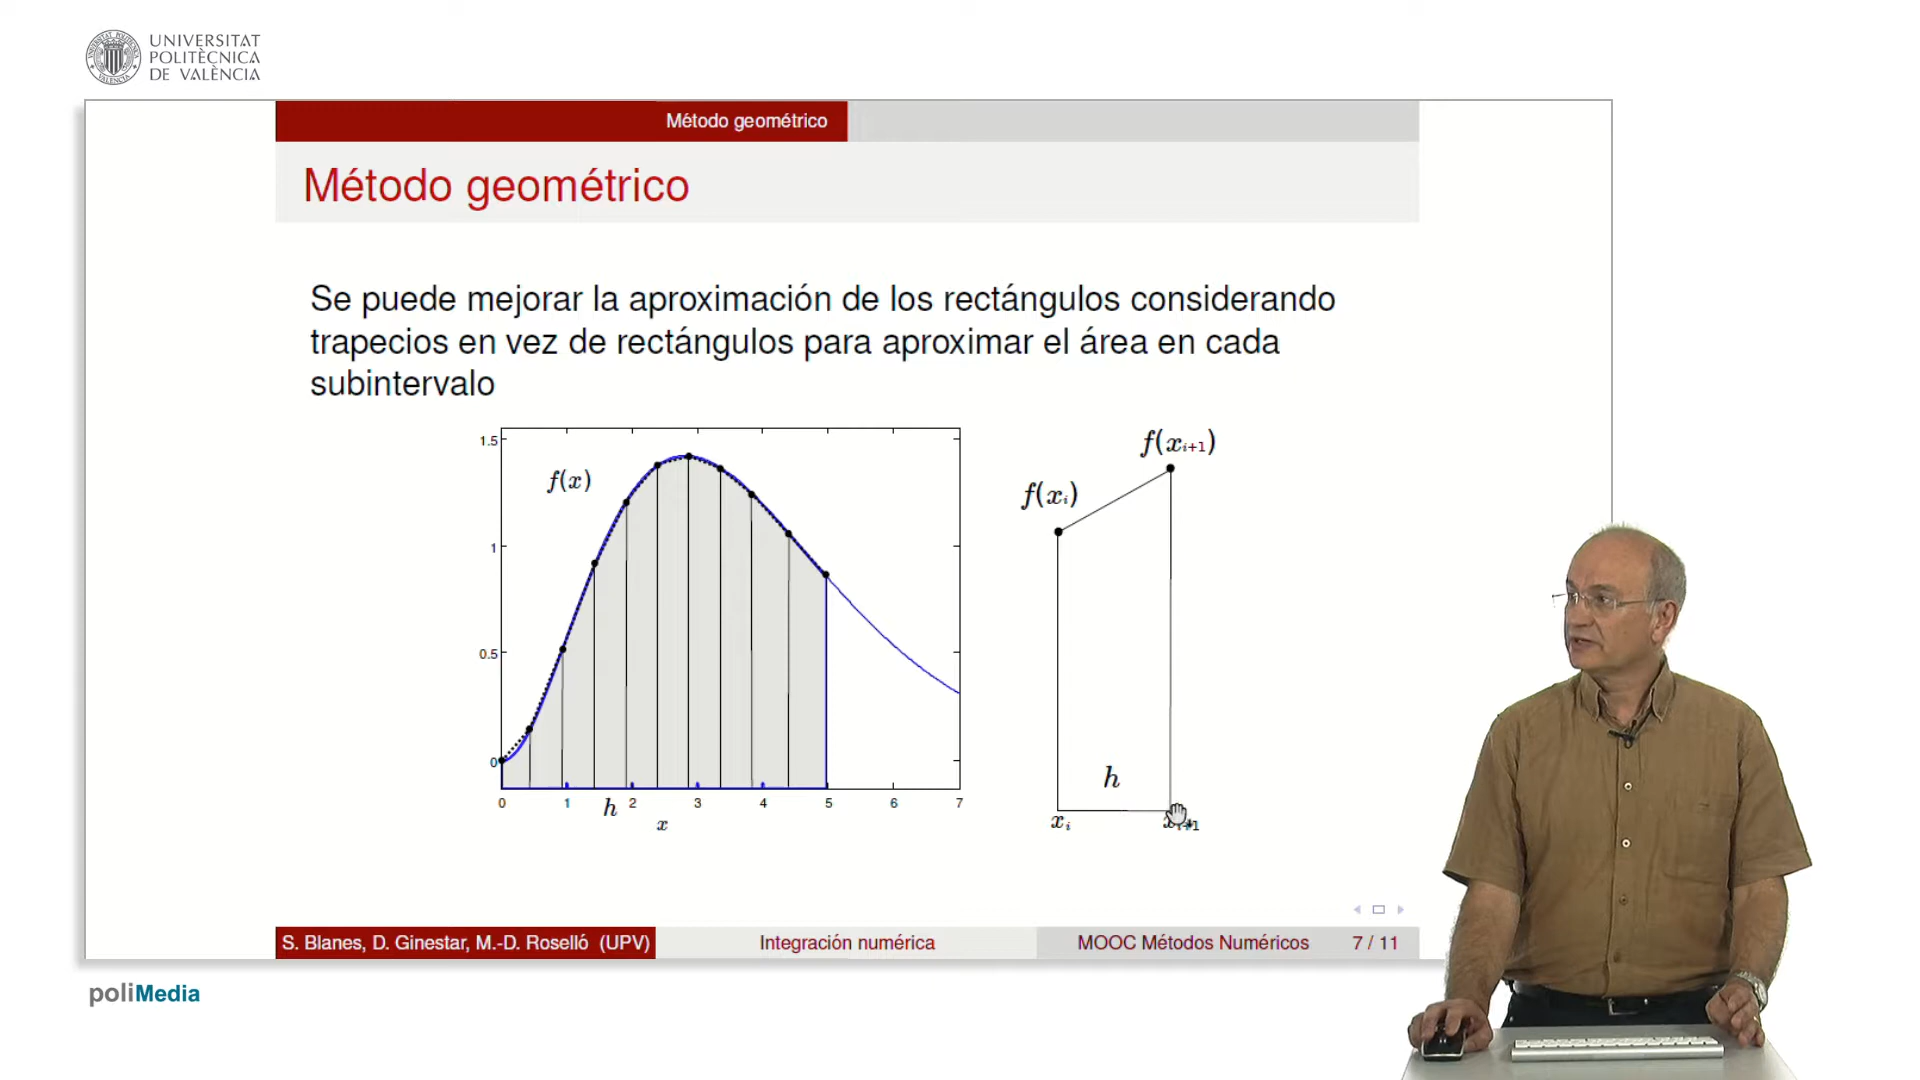 UNIVERSITAT
POLITÈCNICA
DE VALÈNCIA
Método geométrico
Método geométrico
Se puede mejorar la aproximación de los rectángulos considerando
trapecios en vez de rectángulos para aproximar el área en cada
subintervalo
1.5
f(x)
1
0.5
0
0 1 2 3 4 5 6 7
h
x
f(xᵢ₊₁)
f(xᵢ)
h
xᵢ xᵢ₊₁
S. Blanes, D. Ginestar, M.-D. Roselló (UPV) Integración numérica MOOC Métodos Numéricos 7 / 11
poliMedia